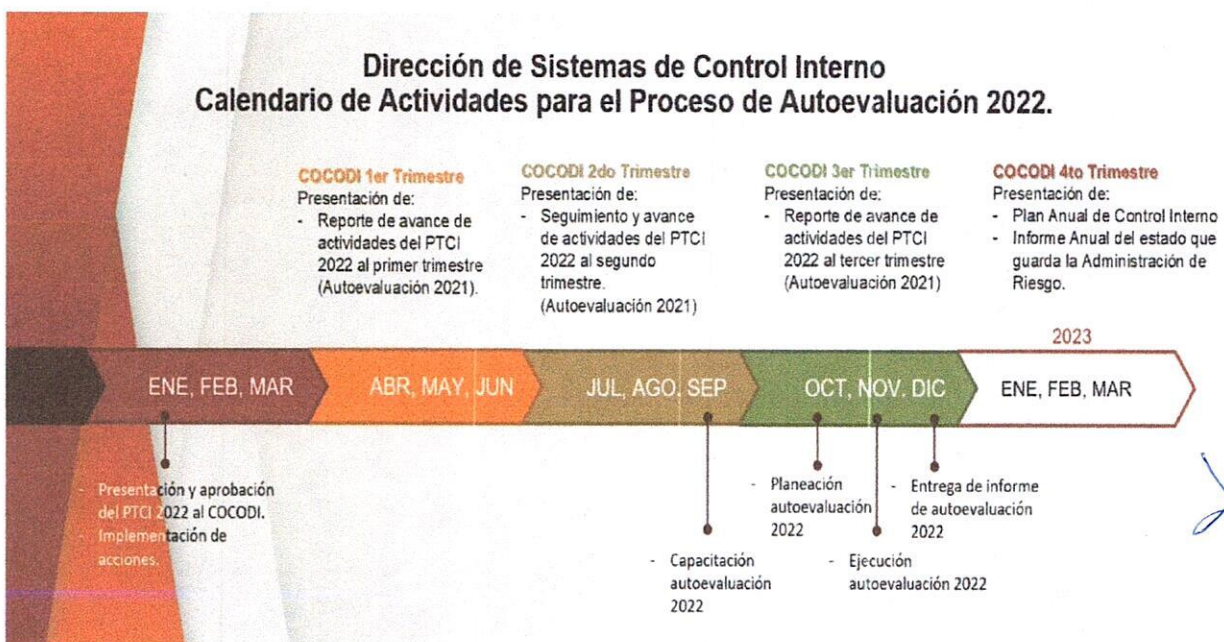 Dirección de Sistemas de Control Interno
Calendario de Actividades para el Proceso de Autoevaluación 2022.
COCODI 1er Trimestre
Presentación de:
- Reporte de avance de
actividades del PTCI
2022 al primer trimestre
(Autoevaluación 2021).
COCODI 2do Trimestre
Presentación de:
- Seguimiento y avance
de actividades del PTCI
2022 al segundo
trimestre.
(Autoevaluación 2021)
COCODI 3er Trimestre
Presentación de:
- Reporte de avance de
actividades del PTCI
2022 al tercer trimestre
(Autoevaluación 2021)
COCODI 4to Trimestre
Presentación de:
- Plan Anual de Control Interno
- Informe Anual del estado que
guarda la Administración de
Riesgo.
2023
ENE, FEB, MAR
ABR, MAY, JUN
JUL, AGO, SEP
OCT, NOV. DIC
ENE, FEB, MAR
- Presentación y aprobación
del PTCI 2022 al COCODI.
- Implementación de
acciones.
- Capacitación
autoevaluación
2022
- Planeación
autoevaluación
2022
- Ejecución
autoevaluación 2022
- Entrega de informe
de autoevaluación
2022